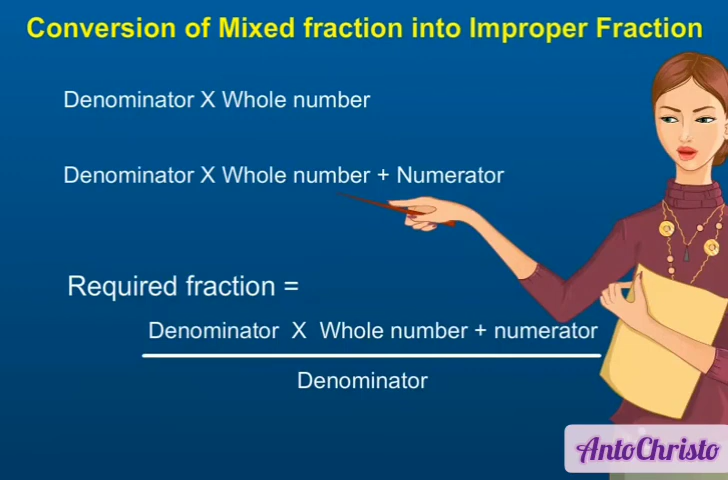 Conversion of Mixed fraction into Improper Fraction
Denominator X Whole number
Denominator X Whole number + Numerator
Required fraction =
Denominator X Whole number + numerator
Denominator
AntoChristo